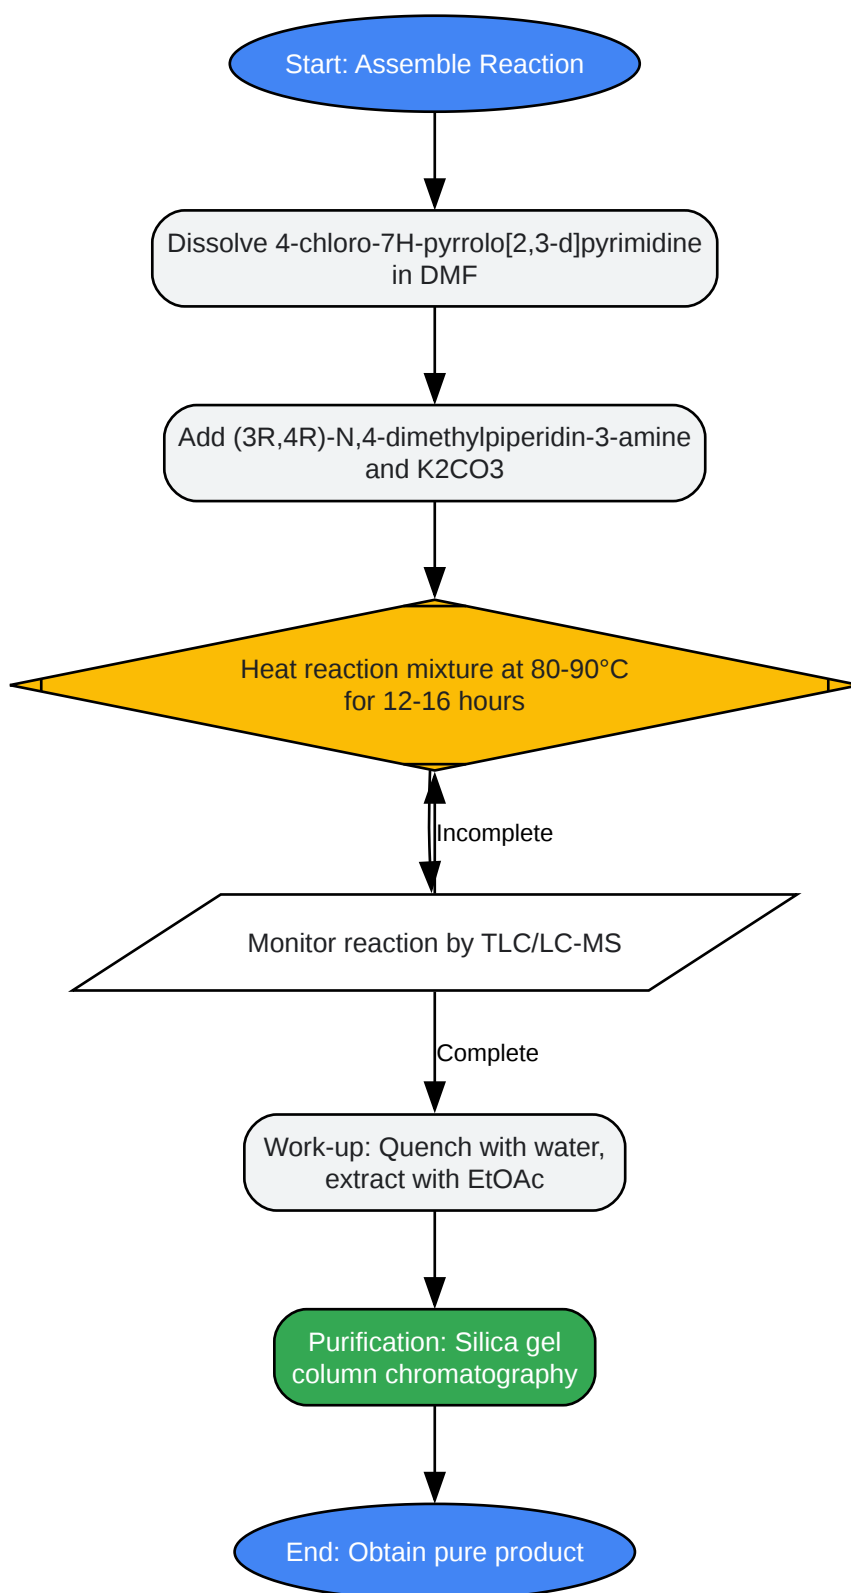 Start: Assemble Reaction
Dissolve 4-chloro-7H-pyrrolo[2,3-d]pyrimidine
in DMF
Add (3R,4R)-N,4-dimethylpiperidin-3-amine
and K2CO3
Heat reaction mixture at 80-90°C
for 12-16 hours
Incomplete
Monitor reaction by TLC/LC-MS
Complete
Work-up: Quench with water,
extract with EtOAc
Purification: Silica gel
column chromatography
End: Obtain pure product